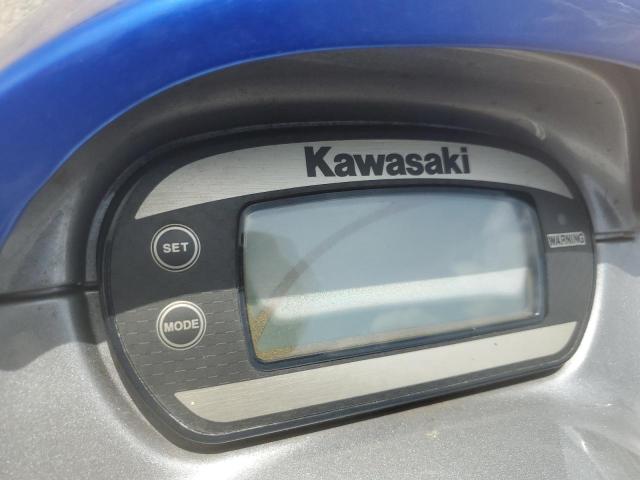 Kawasaki
SET
WARNING
MODE